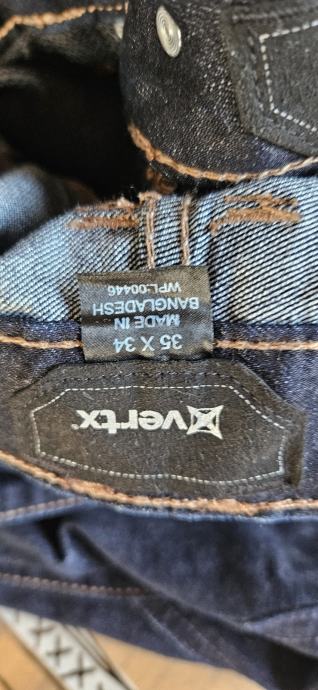 vertx
35 X 34
MADE IN
BANGLADESH
WPL:00446